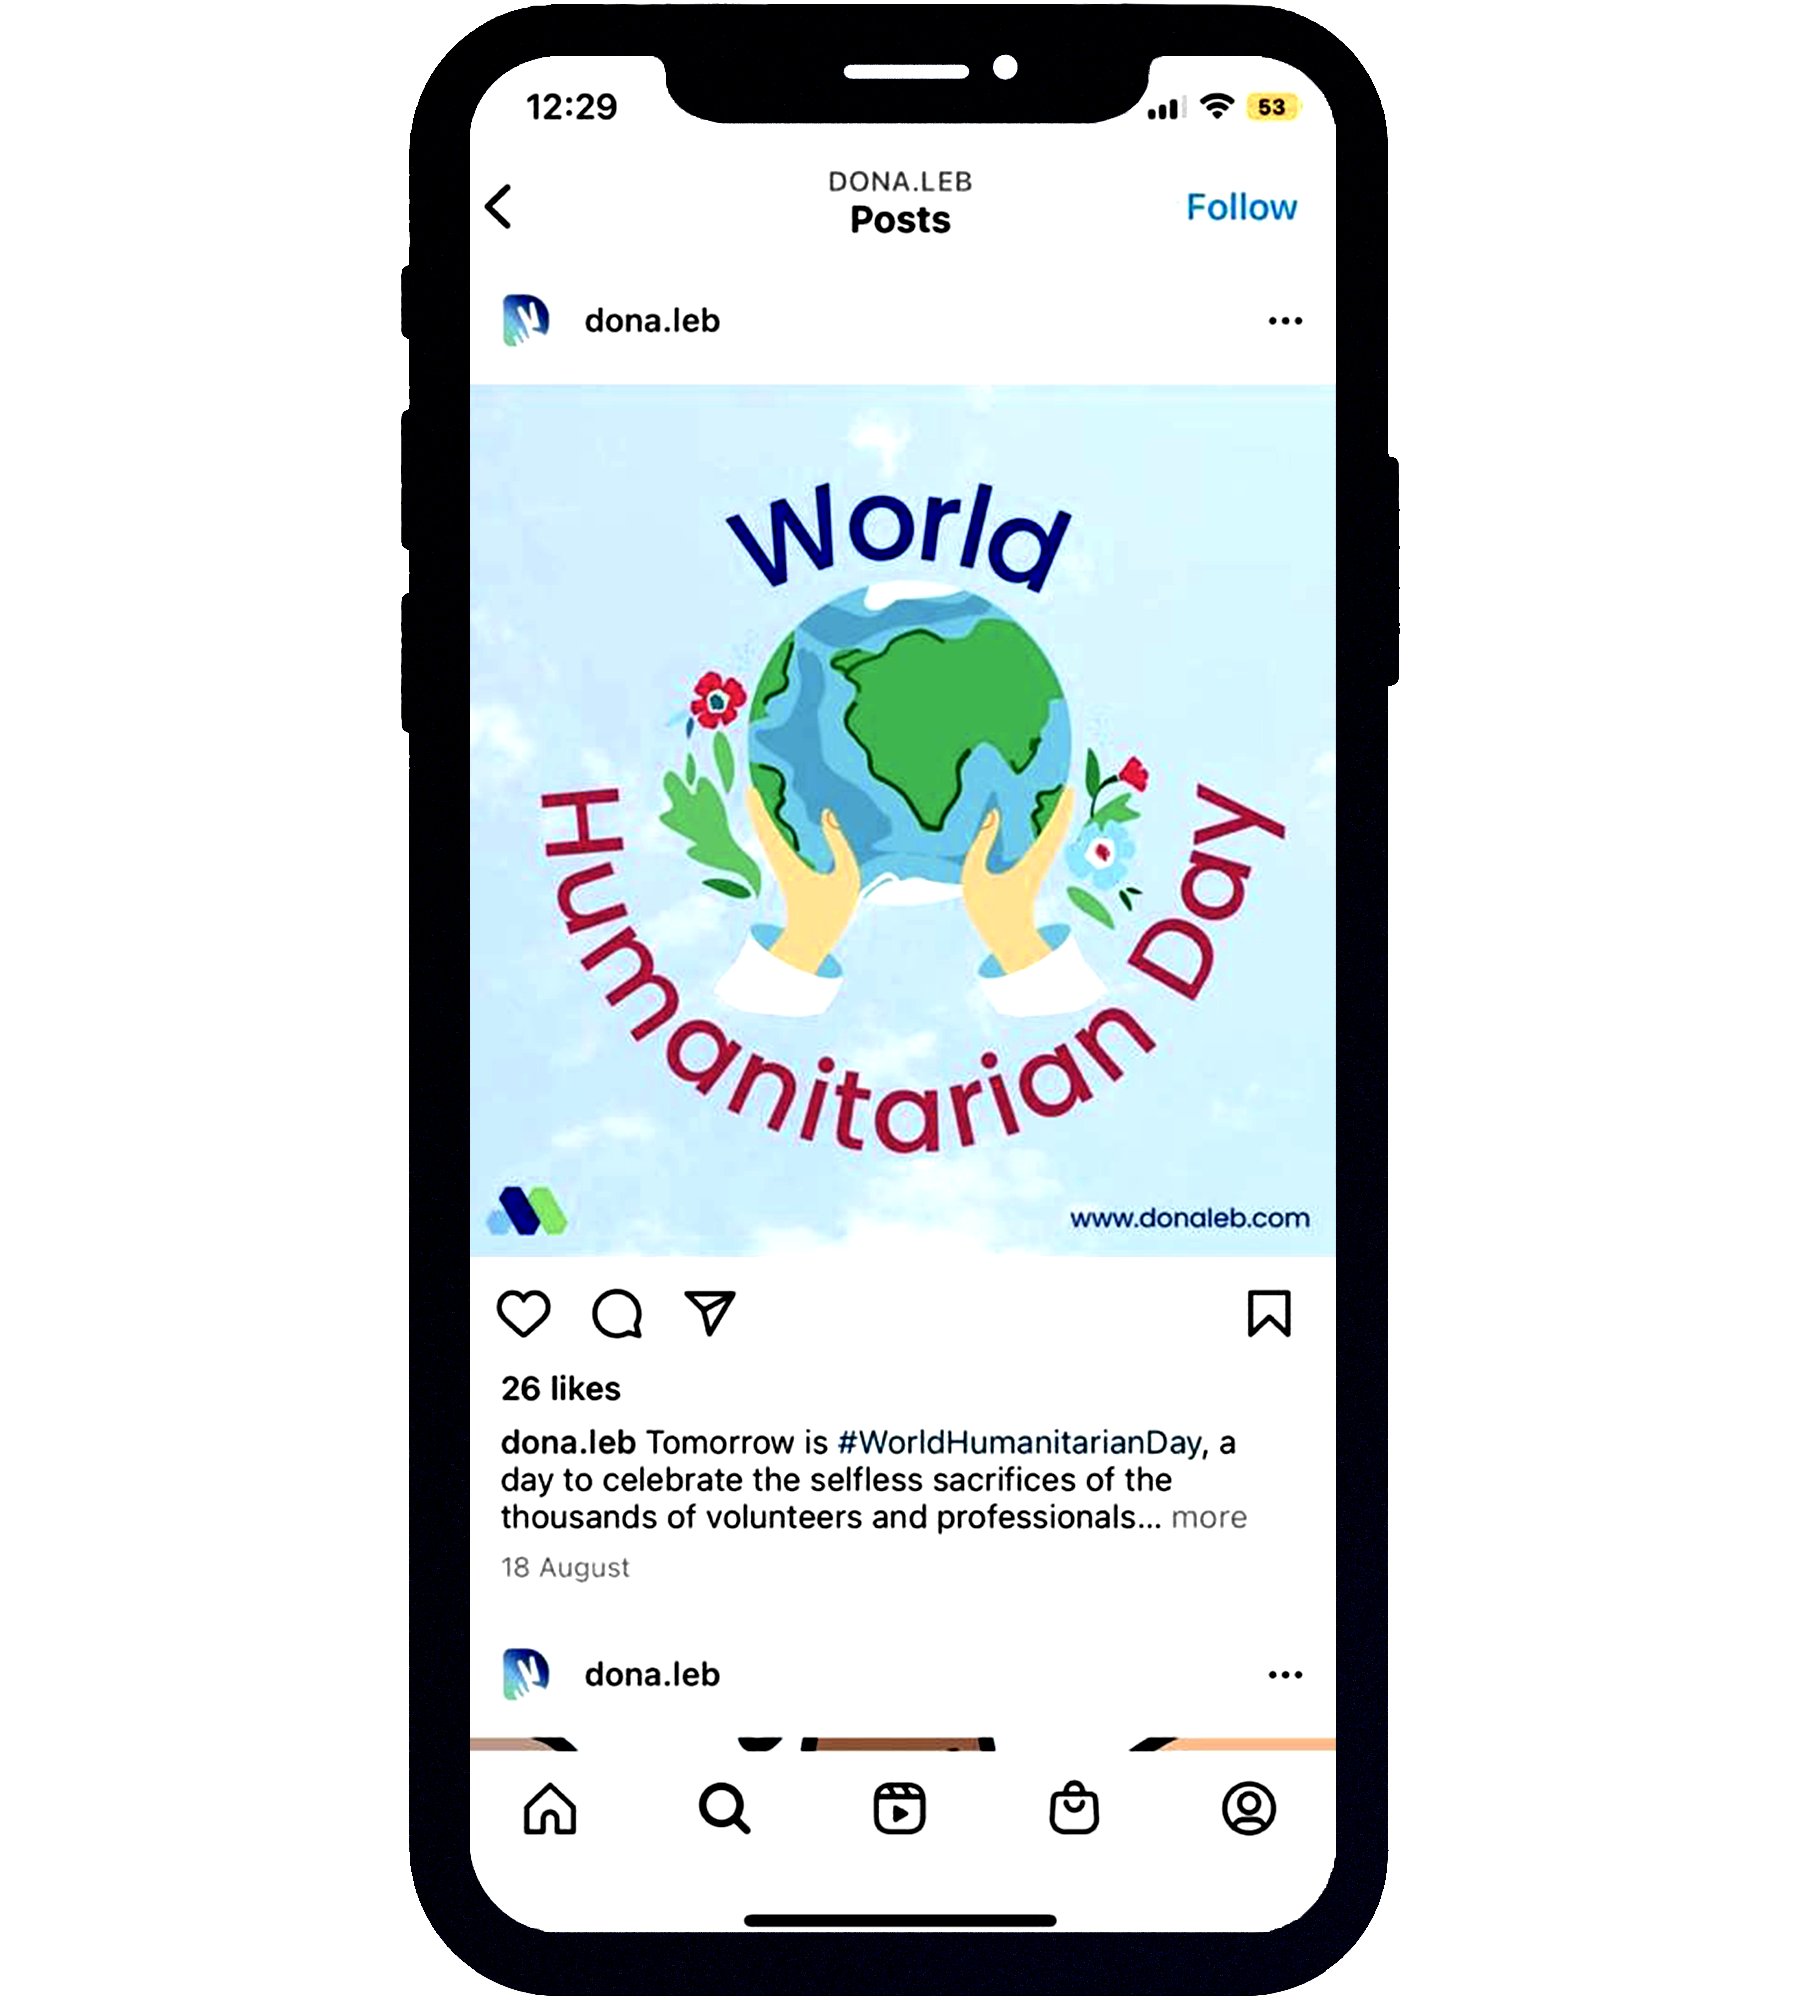 12:29
53
DONA.LEB
Posts
Follow
dona.leb
World
Humanitarian Day
www.donaleb.com
26 likes
dona.leb Tomorrow is #WorldHumanitarianDay, a
day to celebrate the selfless sacrifices of the
thousands of volunteers and professionals... more
18 August
dona.leb